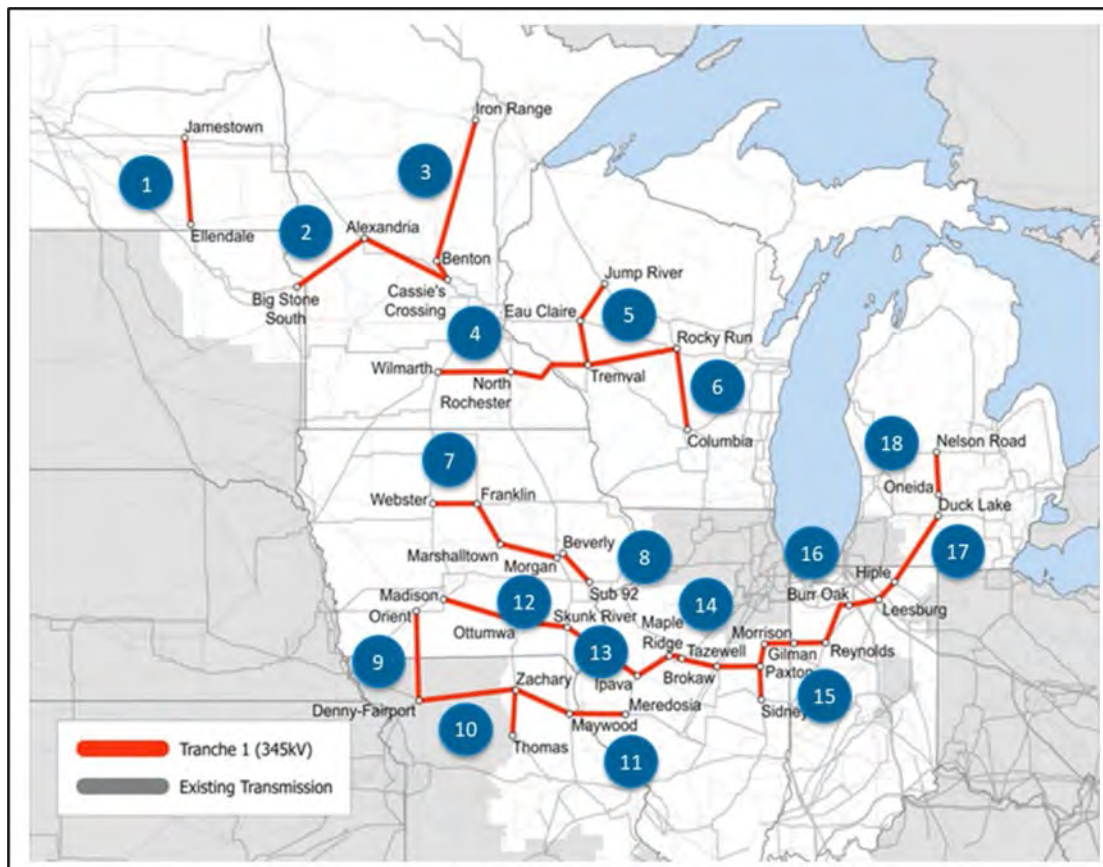 Iron Range
Jamestown
3
1
2
Alexandria
Ellendale
Benton
Jump River
Big Stone
South
Cassie's
Crossing
Eau Claire
5
4
Rocky Run
Wilmarth
North
Rochester
Tremval
6
Columbia
18
Nelson Road
7
Oneida
Webster
Franklin
Duck Lake
Marshalltown
Beverly
Morgan
8
16
17
Hiple
Sub 92
Madison
12
14
Burr Oak
Leesburg
Orient
Ottumwa
Skunk River
Maple
Ridge
Morrison
13
Tazewell
Gilman
Reynolds
9
Ipava
Brokaw
Paxton
Zachary
15
Denny-Fairport
Meredosia
Sidney
10
Maywood
Thomas
11
Tranche 1 (345kV)
Existing Transmission